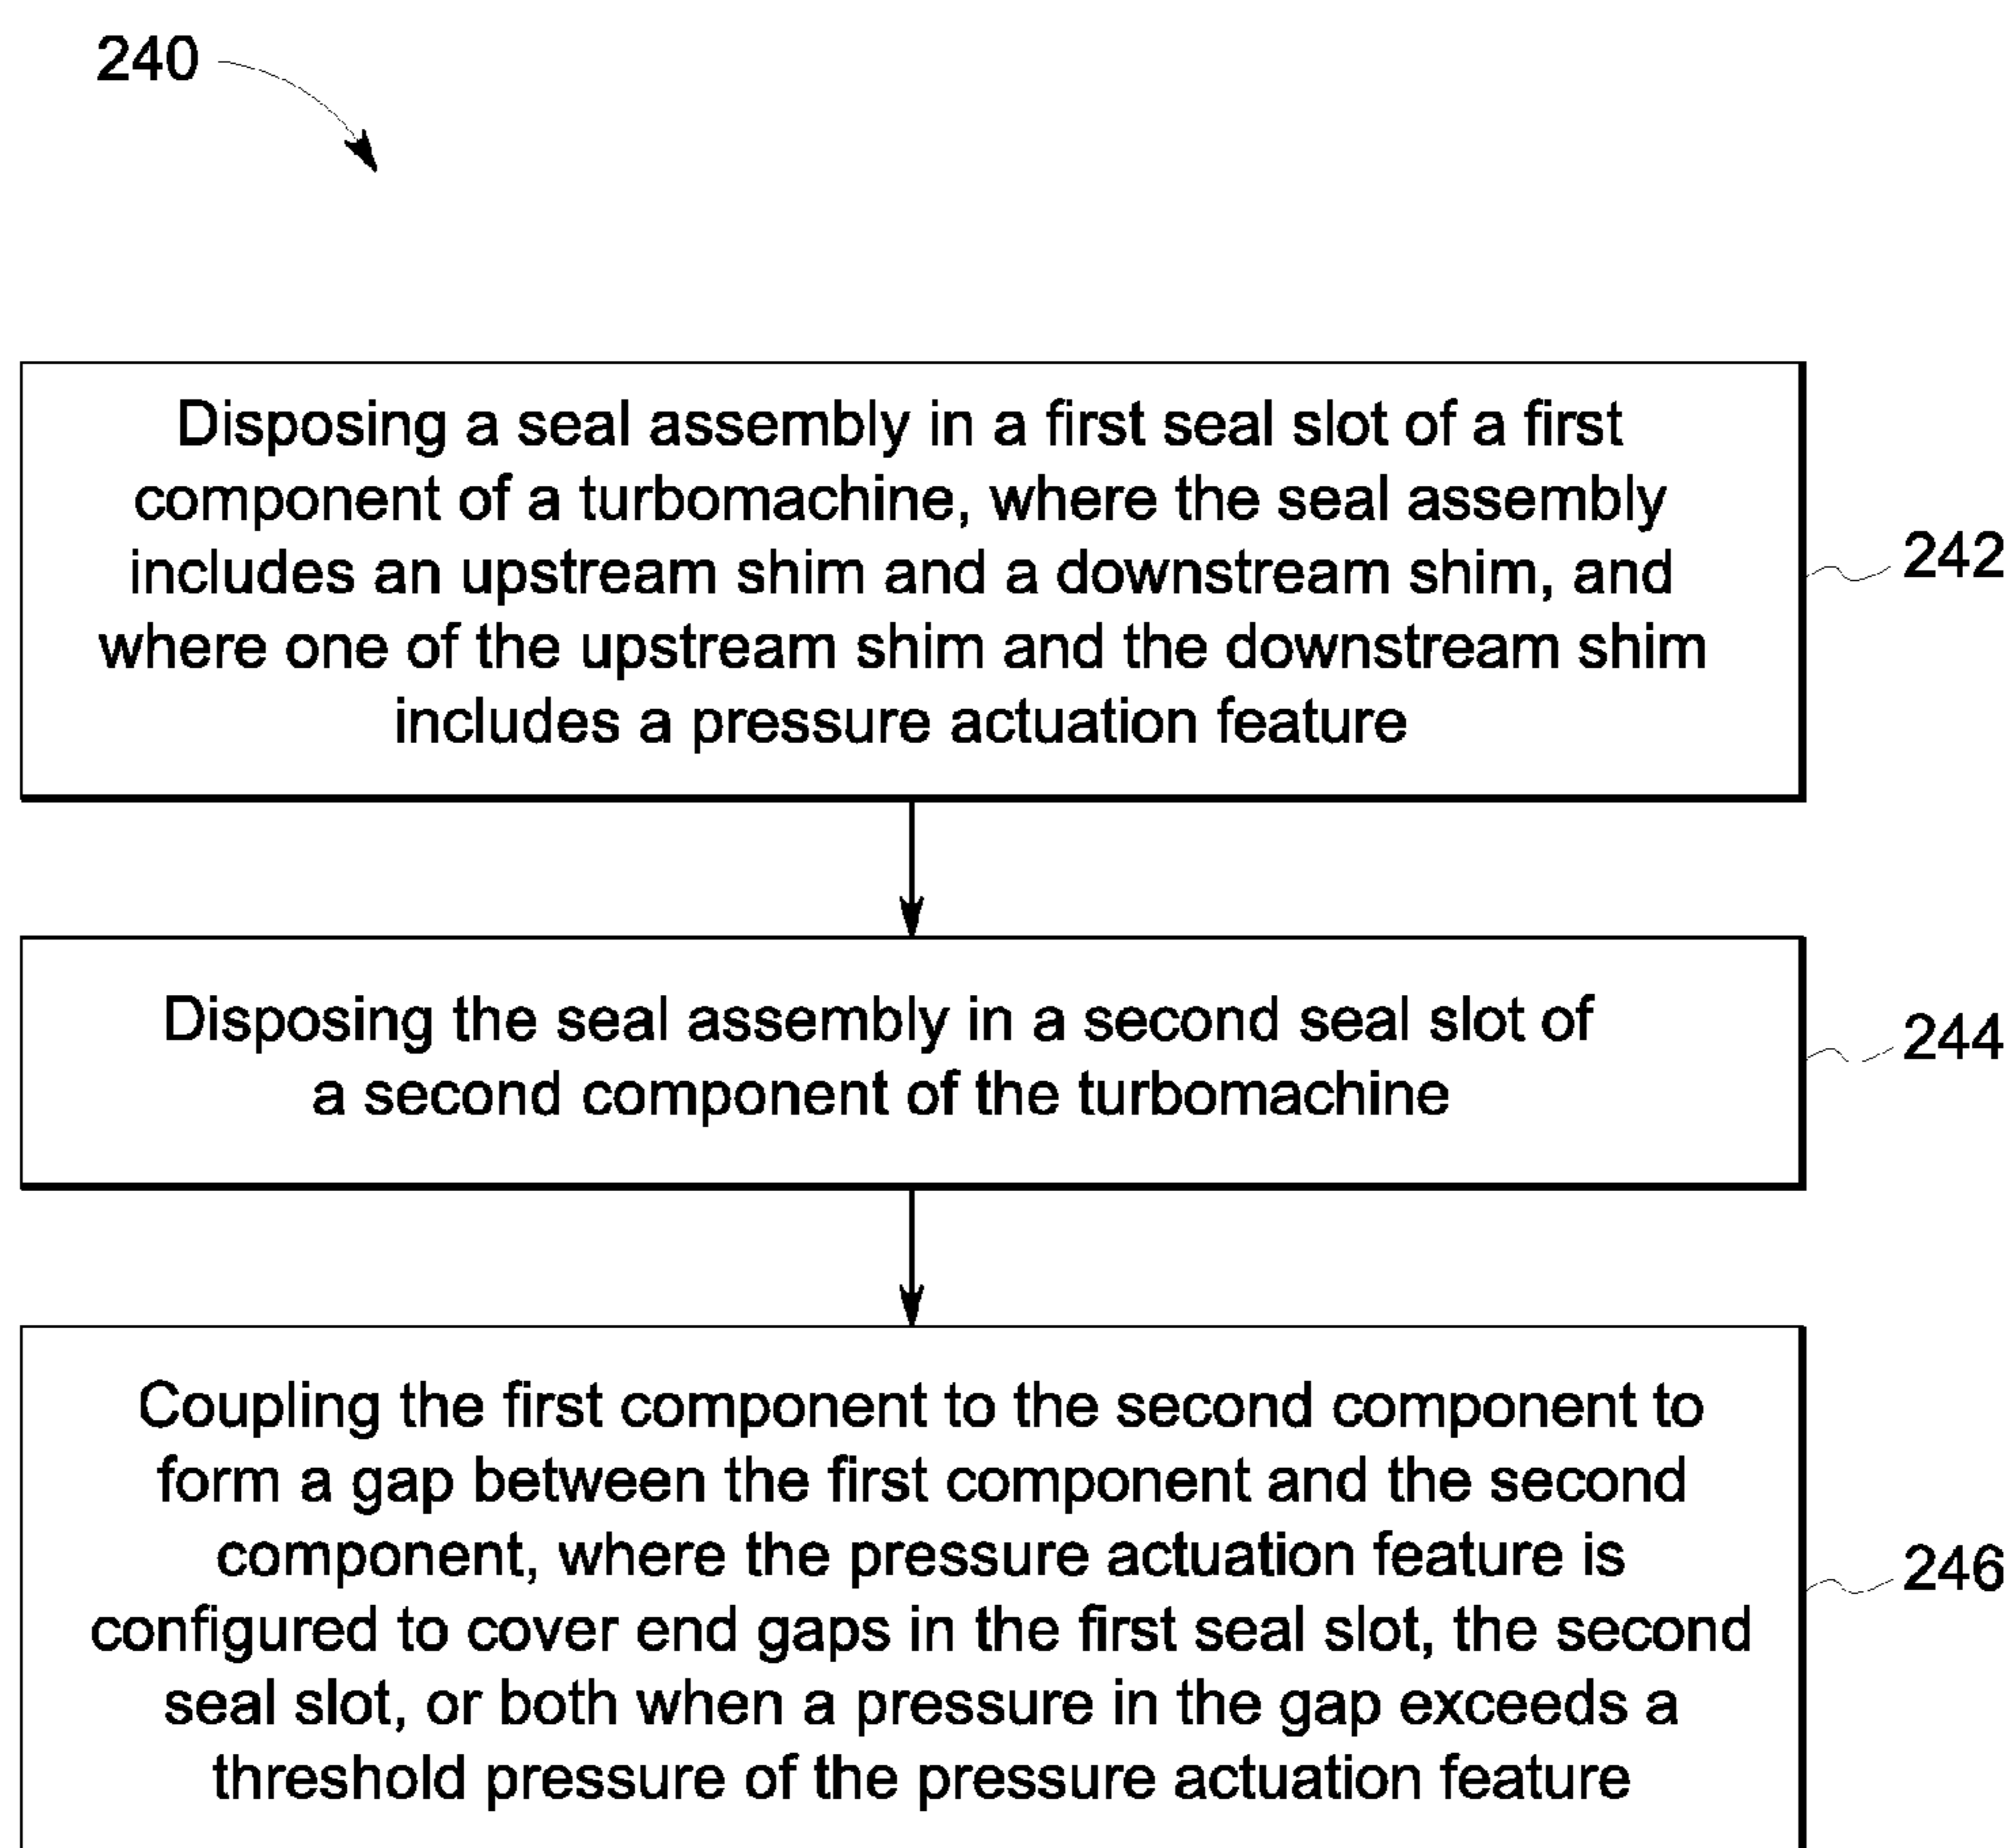 240
Disposing a seal assembly in a first seal slot of a first
component of a turbomachine, where the seal assembly
includes an upstream shim and a downstream shim, and
where one of the upstream shim and the downstream shim
includes a pressure actuation feature
242
Disposing the seal assembly in a second seal slot of
a second component of the turbomachine
244
Coupling the first component to the second component to
form a gap between the first component and the second
component, where the pressure actuation feature is
configured to cover end gaps in the first seal slot, the second
seal slot, or both when a pressure in the gap exceeds a
threshold pressure of the pressure actuation feature
246